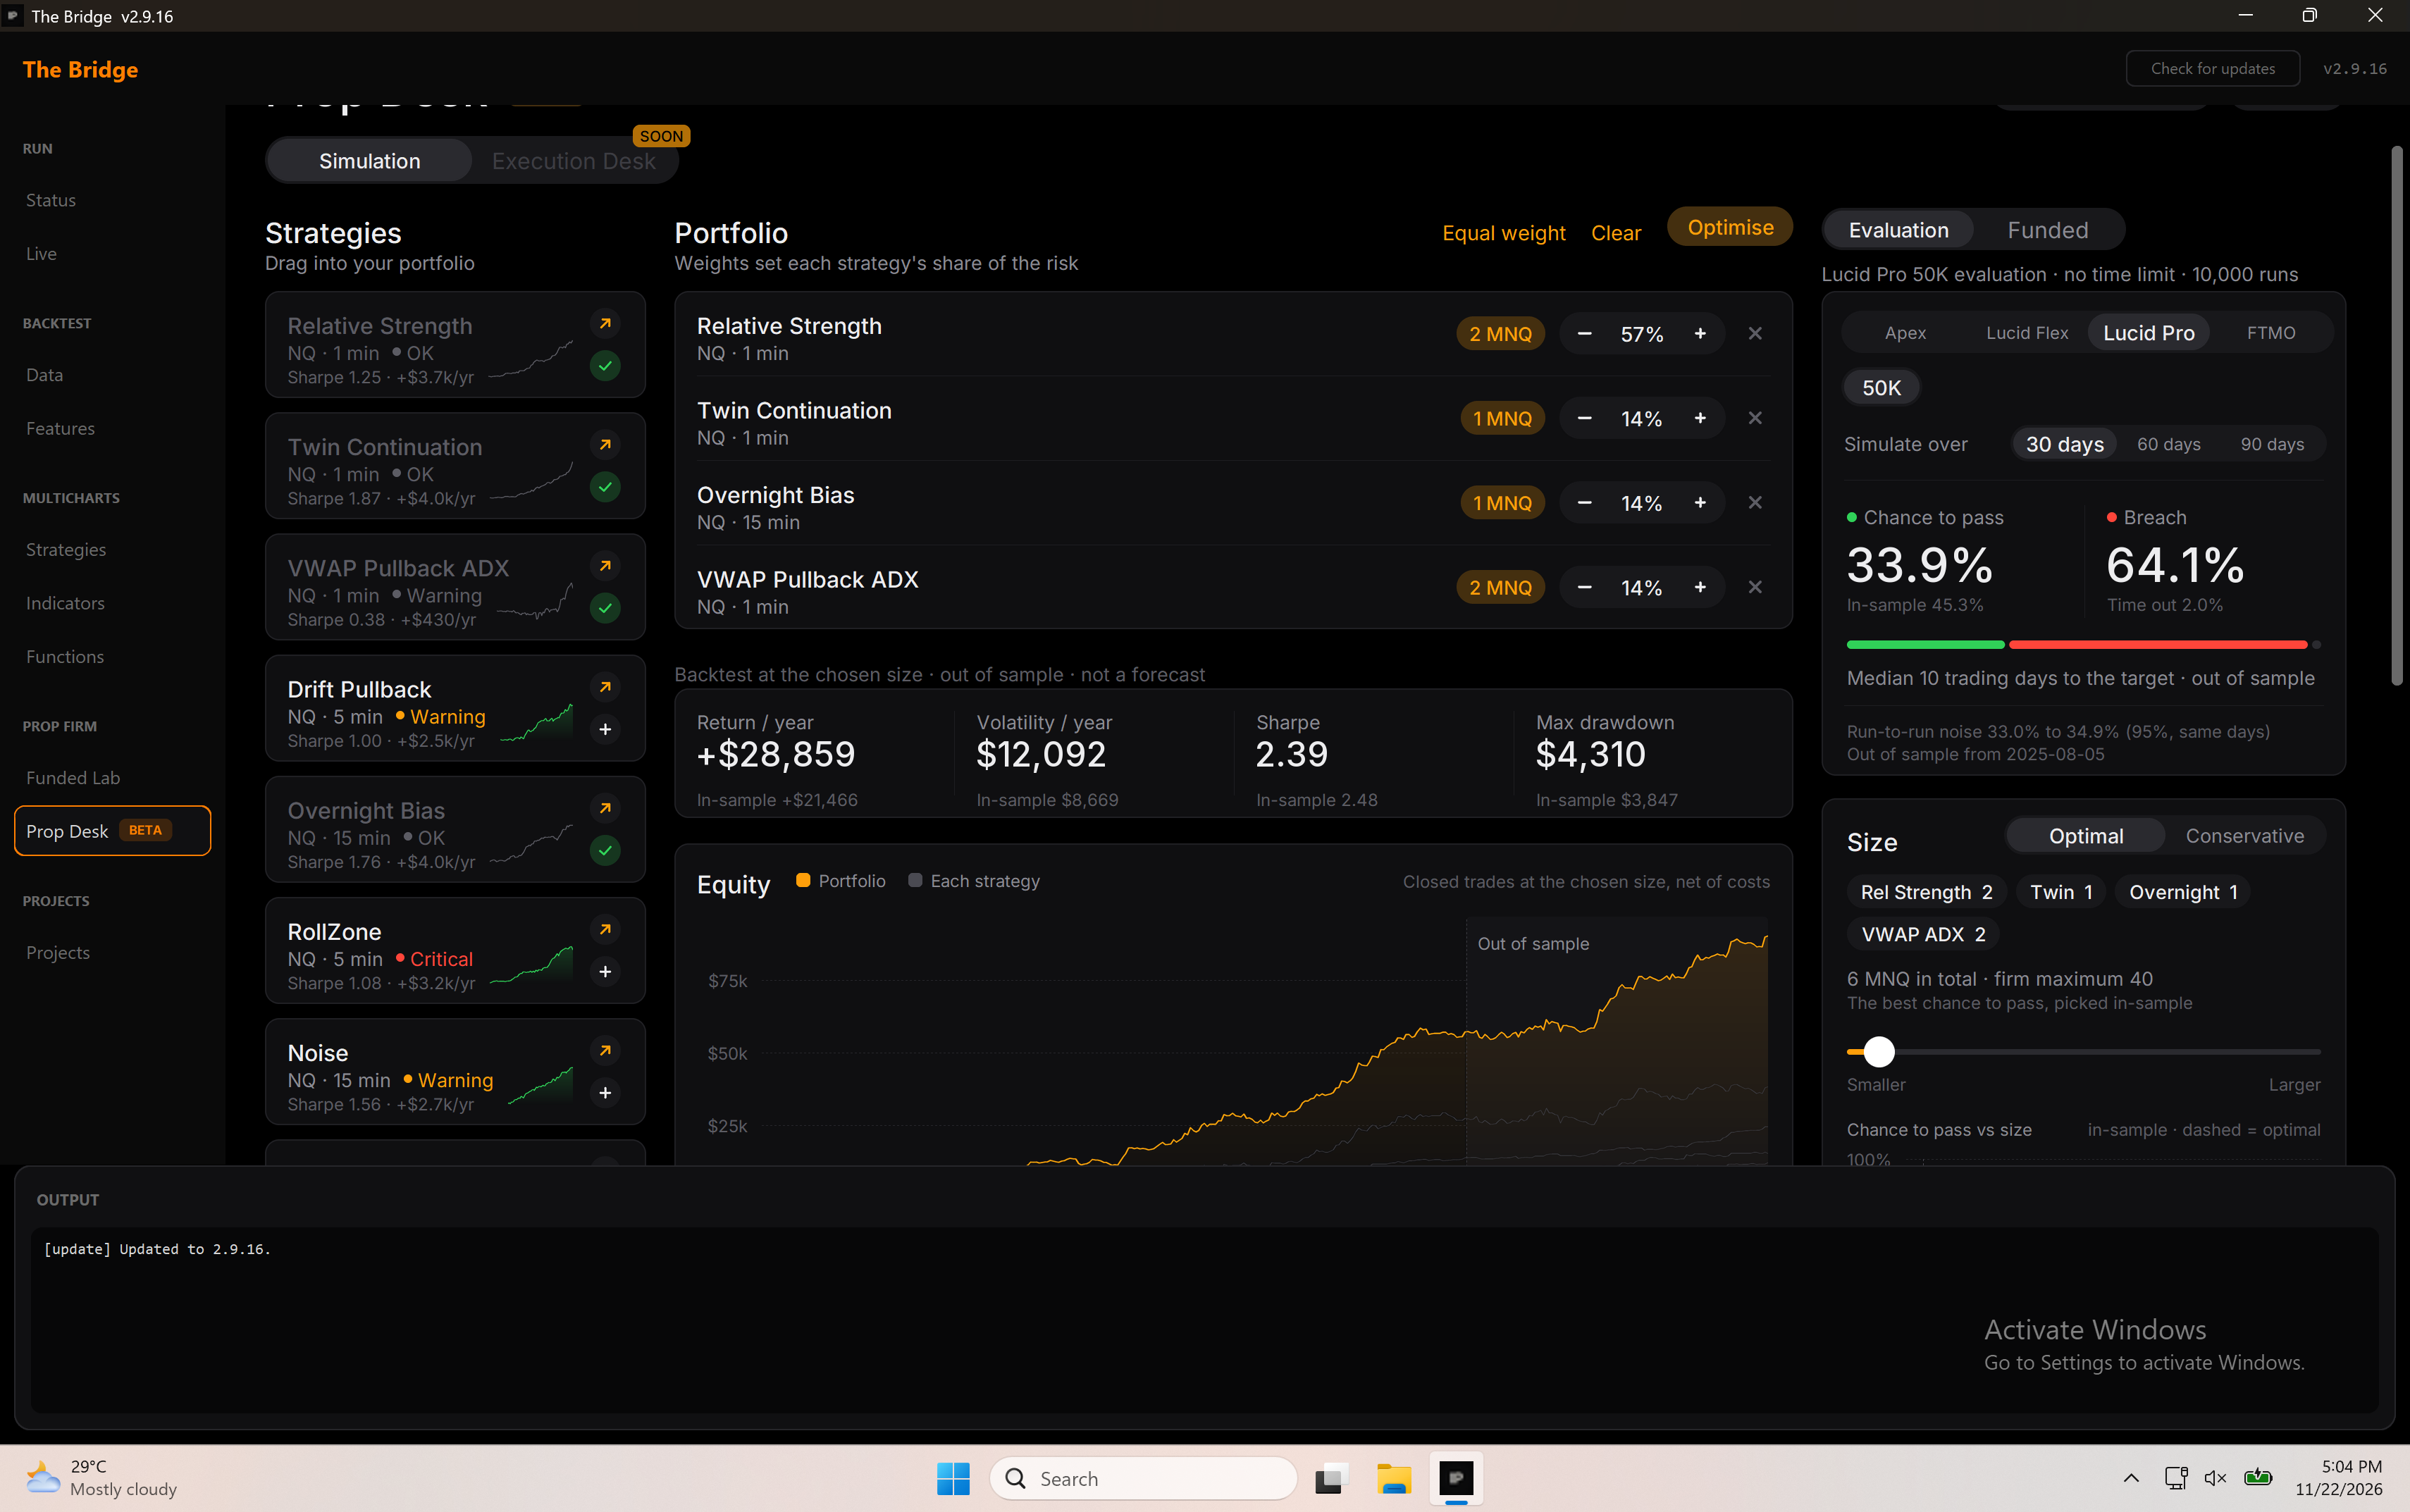 The Bridge v2.9.16
The Bridge
Check for updates
v2.9.16
RUN
Status
Live
BACKTEST
Data
Features
MULTICHARTS
Strategies
Indicators
Functions
PROP FIRM
Funded Lab
Prop Desk BETA
PROJECTS
Projects
Prop Desk
Simulation
Execution Desk
SOON
Strategies
Drag into your portfolio
Relative Strength
NQ · 1 min OK
Sharpe 1.25 · +$3.7k/yr
Twin Continuation
NQ · 1 min OK
Sharpe 1.87 · +$4.0k/yr
VWAP Pullback ADX
NQ · 1 min Warning
Sharpe 0.38 · +$430/yr
Drift Pullback
NQ · 5 min Warning
Sharpe 1.00 · +$2.5k/yr
Overnight Bias
NQ · 15 min OK
Sharpe 1.76 · +$4.0k/yr
RollZone
NQ · 5 min Critical
Sharpe 1.08 · +$3.2k/yr
Noise
NQ · 15 min Warning
Sharpe 1.56 · +$2.7k/yr
Portfolio
Weights set each strategy's share of the risk
Equal weight
Clear
Optimise
Relative Strength
NQ · 1 min
2 MNQ
− 57% + ×
Twin Continuation
NQ · 1 min
1 MNQ
− 14% + ×
Overnight Bias
NQ · 15 min
1 MNQ
− 14% + ×
VWAP Pullback ADX
NQ · 1 min
2 MNQ
− 14% + ×
Backtest at the chosen size · out of sample · not a forecast
Return / year
+$28,859
In-sample +$21,466
Volatility / year
$12,092
In-sample $8,669
Sharpe
2.39
In-sample 2.48
Max drawdown
$4,310
In-sample $3,847
Equity
Portfolio
Each strategy
Closed trades at the chosen size, net of costs
Out of sample
$75k
$50k
$25k
Evaluation
Funded
Lucid Pro 50K evaluation · no time limit · 10,000 runs
Apex
Lucid Flex
Lucid Pro
FTMO
50K
Simulate over
30 days
60 days
90 days
Chance to pass
33.9%
In-sample 45.3%
Breach
64.1%
Time out 2.0%
Median 10 trading days to the target · out of sample
Run-to-run noise 33.0% to 34.9% (95%, same days)
Out of sample from 2025-08-05
Size
Optimal
Conservative
Rel Strength 2
Twin 1
Overnight 1
VWAP ADX 2
6 MNQ in total · firm maximum 40
The best chance to pass, picked in-sample
Smaller
Larger
Chance to pass vs size
in-sample · dashed = optimal
100%
OUTPUT
[update] Updated to 2.9.16.
Activate Windows
Go to Settings to activate Windows.
29°C
Mostly cloudy
Search
5:04 PM
11/22/2026